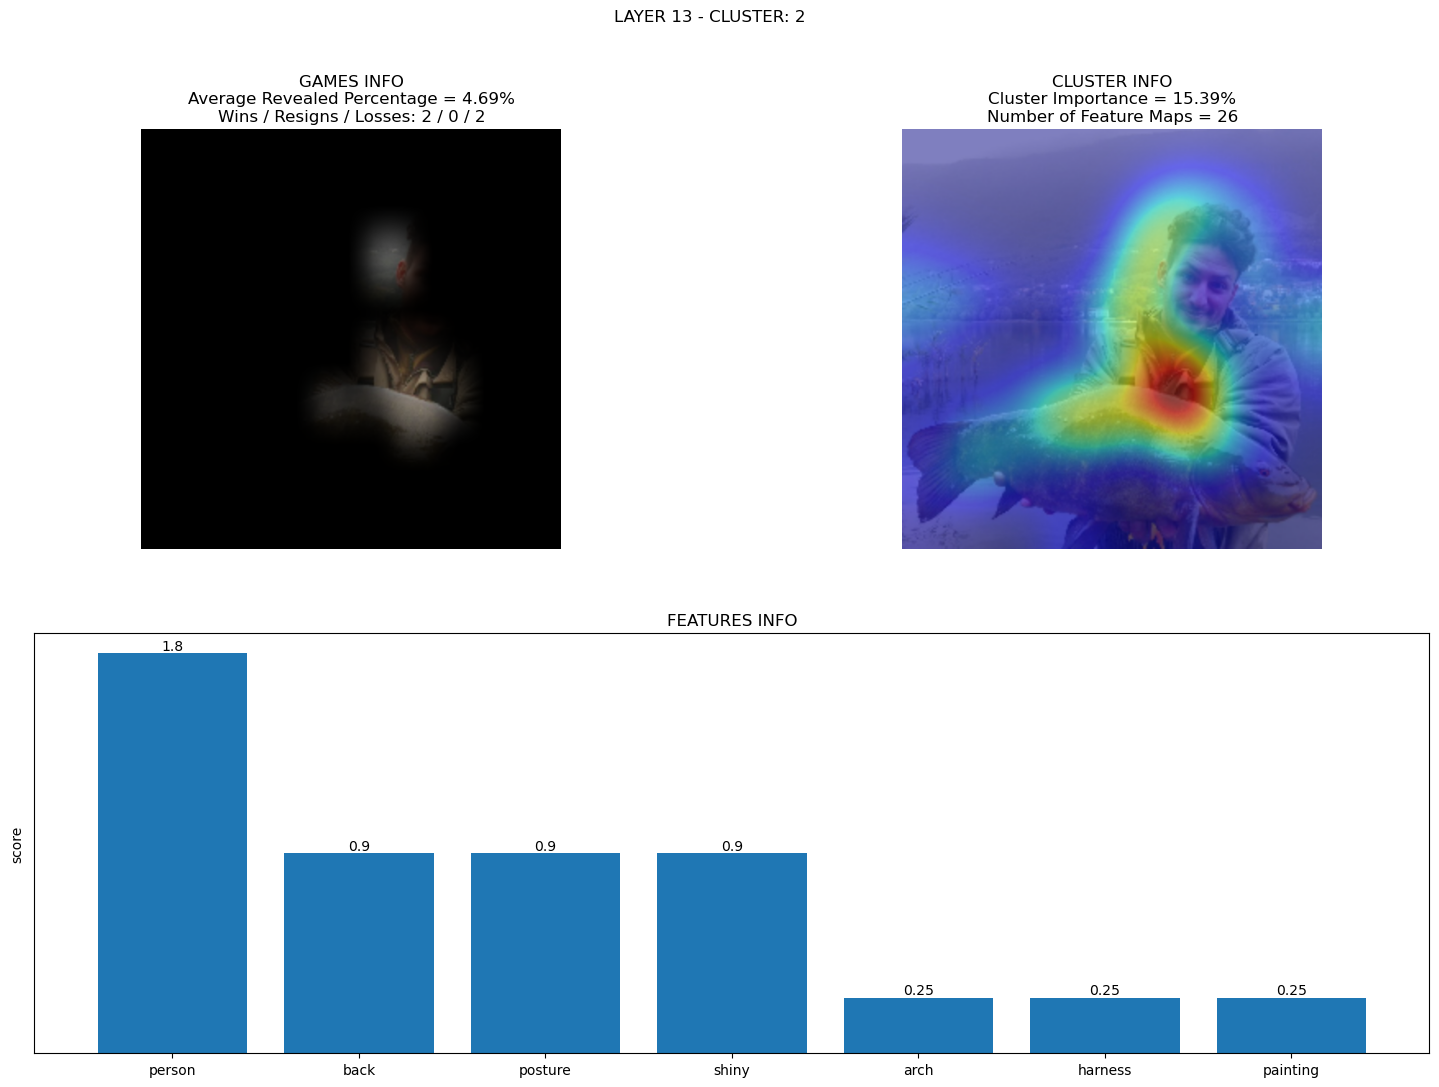 LAYER 13 - CLUSTER: 2
GAMES INFO
Average Revealed Percentage = 4.69%
Wins / Resigns / Losses: 2 / 0 / 2
CLUSTER INFO
Cluster Importance = 15.39%
Number of Feature Maps = 26
FEATURES INFO
score
1.8
0.9
0.9
0.9
0.25
0.25
0.25
person back posture shiny arch harness painting